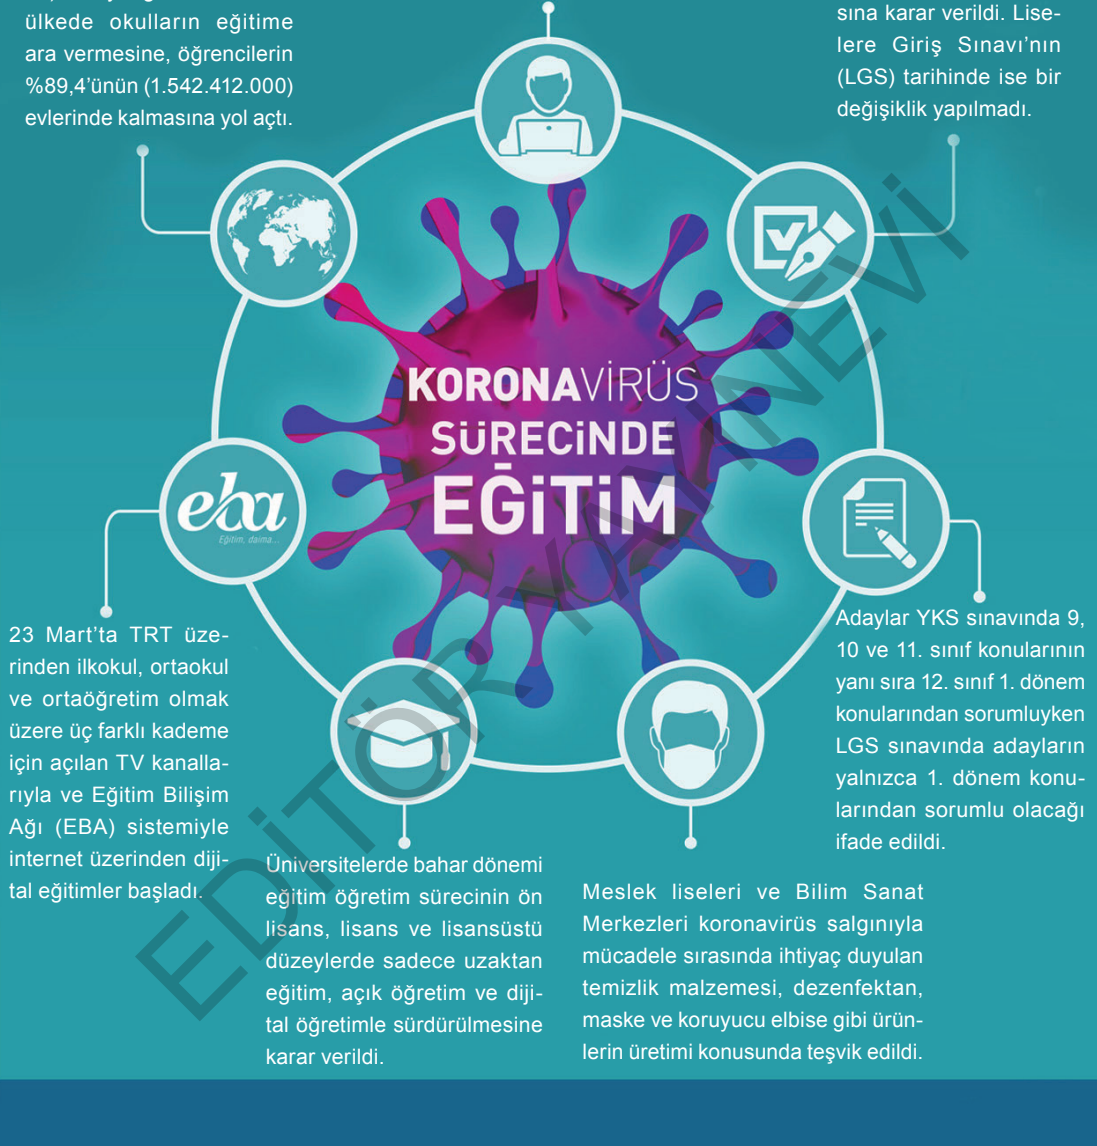 ülkede okulların eğitime
ara vermesine, öğrencilerin
%89,4’ünün (1.542.412.000)
evlerinde kalmasına yol açtı.
sına karar verildi. Lise-
lere Giriş Sınavı’nın
(LGS) tarihinde ise bir
değişiklik yapılmadı.
KORONAVİRÜS
SÜRECİNDE
EĞİTİM
eba
Eğitim, daima...
23 Mart’ta TRT üze-
rinden ilkokul, ortaokul
ve ortaöğretim olmak
üzere üç farklı kademe
için açılan TV kanalla-
rıyla ve Eğitim Bilişim
Ağı (EBA) sistemiyle
internet üzerinden diji-
tal eğitimler başladı.
Üniversitelerde bahar dönemi
eğitim öğretim sürecinin ön
lisans, lisans ve lisansüstü
düzeylerde sadece uzaktan
eğitim, açık öğretim ve diji-
tal öğretimle sürdürülmesine
karar verildi.
Meslek liseleri ve Bilim Sanat
Merkezleri koronavirüs salgınıyla
mücadele sırasında ihtiyaç duyulan
temizlik malzemesi, dezenfektan,
maske ve koruyucu elbise gibi ürün-
lerin üretimi konusunda teşvik edildi.
Adaylar YKS sınavında 9,
10 ve 11. sınıf konularının
yanı sıra 12. sınıf 1. dönem
konularından sorumluyken
LGS sınavında adayların
yalnızca 1. dönem konu-
larından sorumlu olacağı
ifade edildi.
EDİTÖR YAYINEVİ